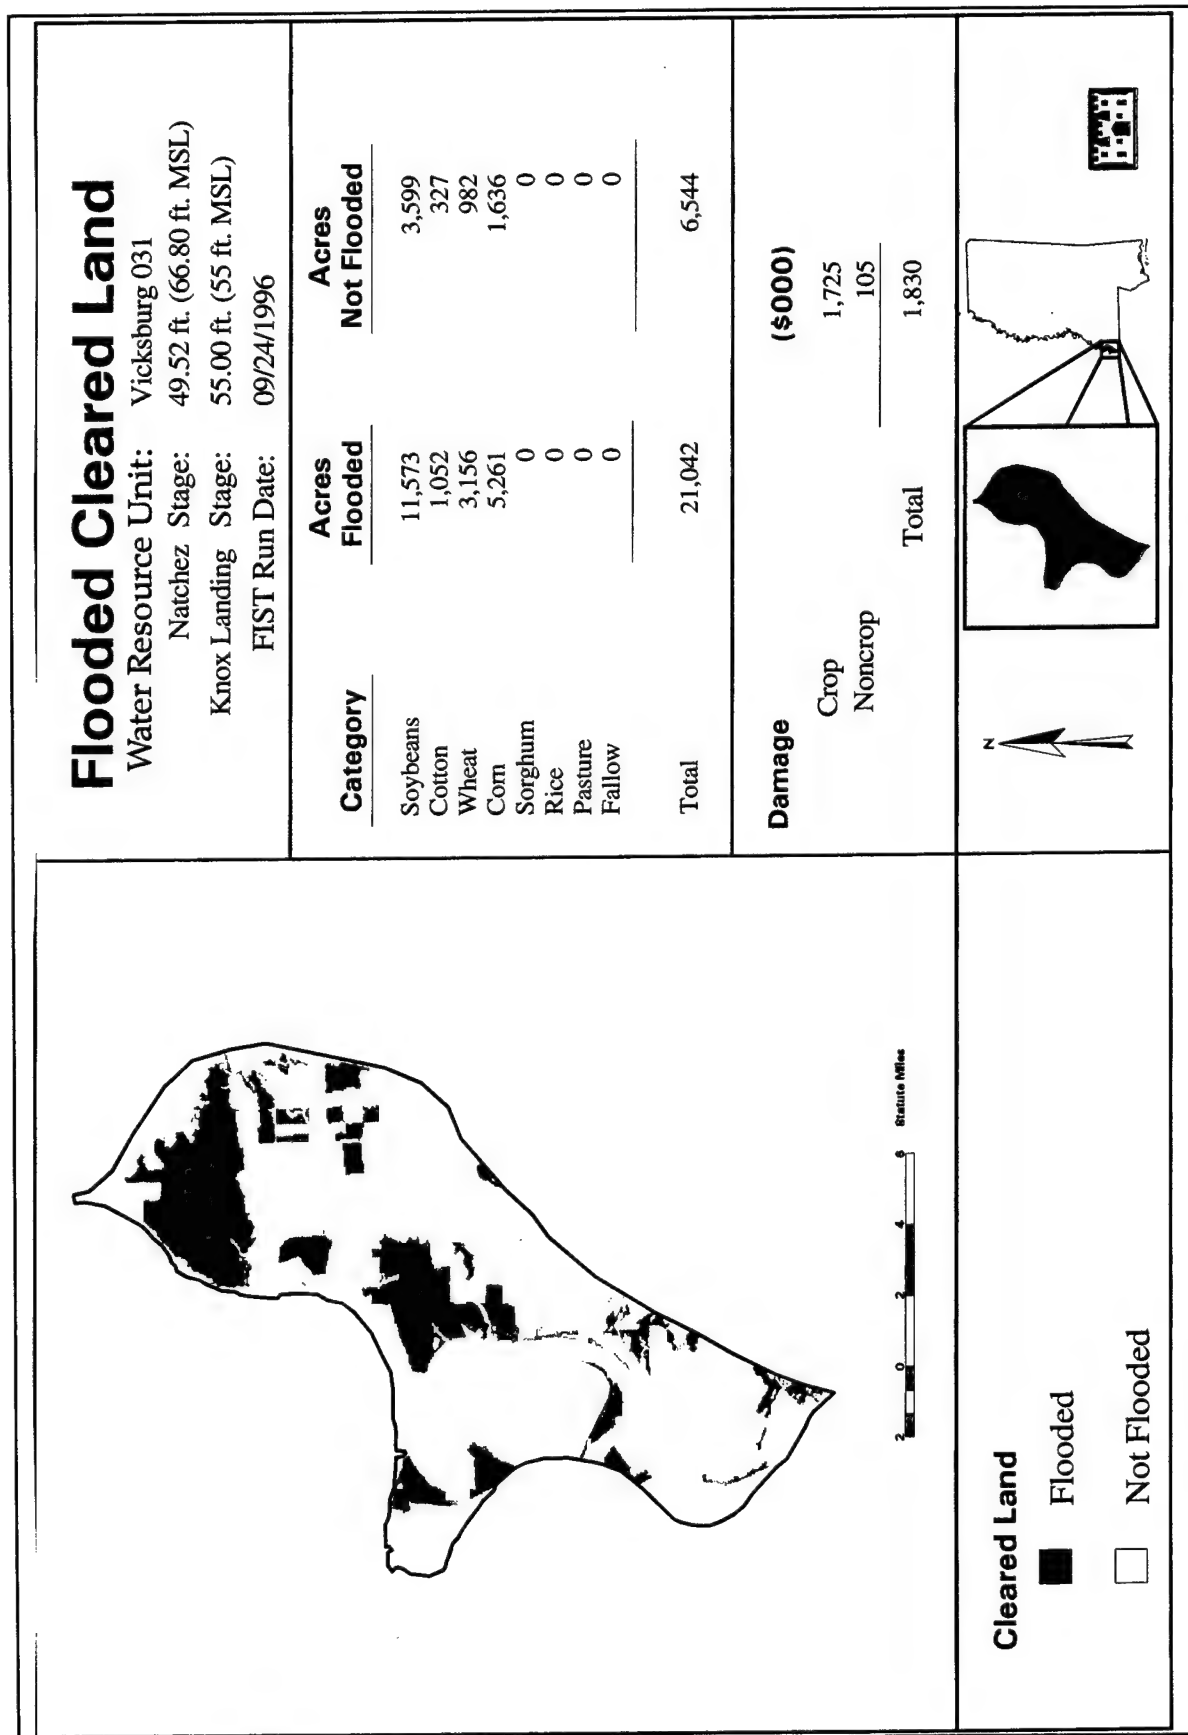 Flooded Cleared Land
Water Resource Unit: Vicksburg 031
Natchez Stage: 49.52 ft. (66.80 ft. MSL)
Knox Landing Stage: 55.00 ft. (55 ft. MSL)
FIST Run Date: 09/24/1996
Category Acres Flooded Acres Not Flooded
Soybeans 11,573 3,599
Cotton 1,052 327
Wheat 3,156 982
Corn 5,261 1,636
Sorghum 0 0
Rice 0 0
Pasture 0 0
Fallow 0 0
Total 21,042 6,544
Damage ($000)
Crop 1,725
Noncrop 105
Total 1,830
N
2 0 2 4 6 Statute Miles
Cleared Land
Flooded
Not Flooded